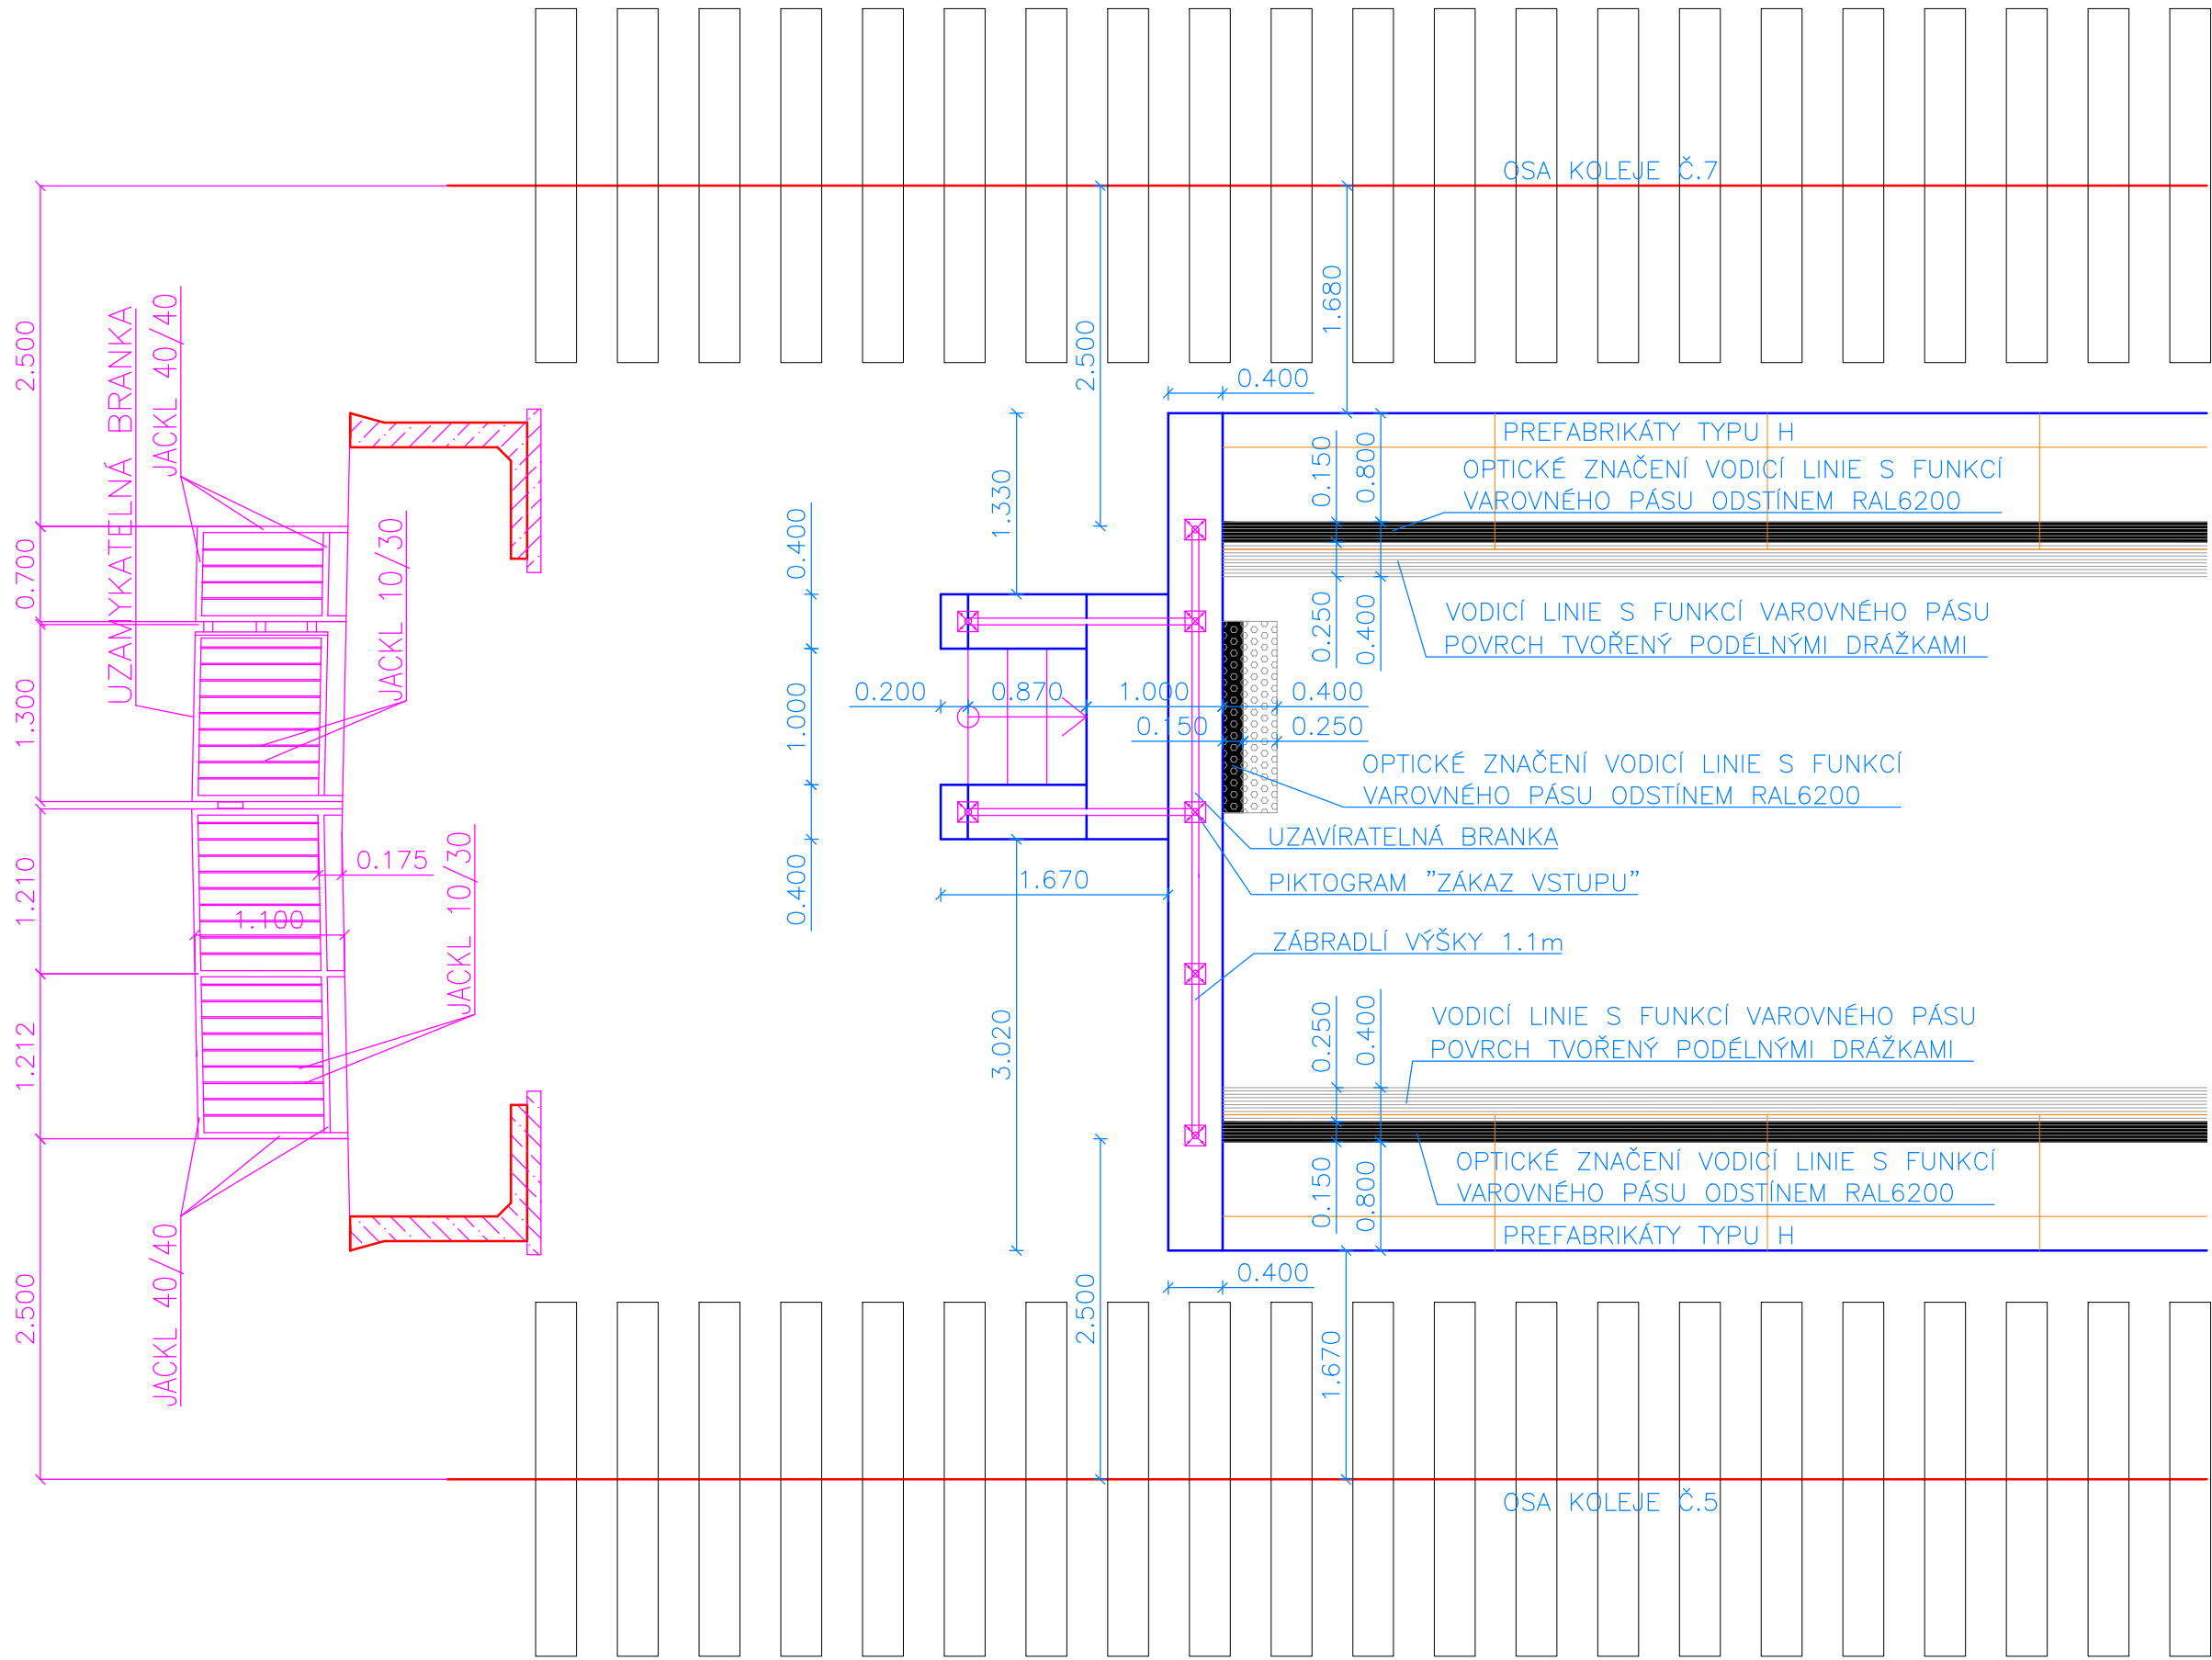 OSA KOLEJE Č.7
2.500
0.700
1.300
1.210
1.212
2.500
UZAMYKATELNÁ BRANKA
JACKL 40/40
JACKL 10/30
0.175
1.100
JACKL 10/30
JACKL 40/40
2.500
1.680
0.400
1.330
0.400
1.000
0.400
0.150
0.800
0.250
0.400
PREFABRIKÁTY TYPU H
OPTICKÉ ZNAČENÍ VODICÍ LINIE S FUNKCÍ
VAROVNÉHO PÁSU ODSTÍNEM RAL6200
VODICÍ LINIE S FUNKCÍ VAROVNÉHO PÁSU
POVRCH TVOŘENÝ PODÉLNÝMI DRÁŽKAMI
0.200
0.870
1.000
0.400
0.150
0.250
OPTICKÉ ZNAČENÍ VODICÍ LINIE S FUNKCÍ
VAROVNÉHO PÁSU ODSTÍNEM RAL6200
UZAVÍRATELNÁ BRANKA
1.670
PIKTOGRAM "ZÁKAZ VSTUPU"
ZÁBRADLÍ VÝŠKY 1.1m
3.020
0.250
0.400
VODICÍ LINIE S FUNKCÍ VAROVNÉHO PÁSU
POVRCH TVOŘENÝ PODÉLNÝMI DRÁŽKAMI
0.150
0.800
OPTICKÉ ZNAČENÍ VODICÍ LINIE S FUNKCÍ
VAROVNÉHO PÁSU ODSTÍNEM RAL6200
PREFABRIKÁTY TYPU H
0.400
2.500
1.670
OSA KOLEJE Č.5